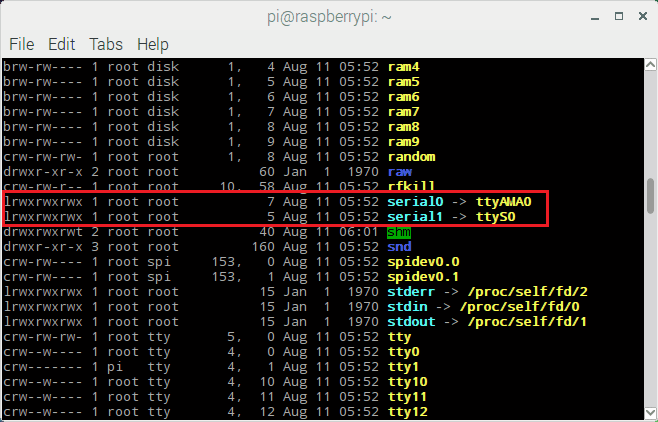 pi@raspberrypi: ~
File Edit Tabs Help
brw-rw---- 1 root disk 1, 4 Aug 11 05:52 ram4
brw-rw---- 1 root disk 1, 5 Aug 11 05:52 ram5
brw-rw---- 1 root disk 1, 6 Aug 11 05:52 ram6
brw-rw---- 1 root disk 1, 7 Aug 11 05:52 ram7
brw-rw---- 1 root disk 1, 8 Aug 11 05:52 ram8
brw-rw---- 1 root disk 1, 9 Aug 11 05:52 ram9
crw-rw-rw- 1 root root 1, 8 Aug 11 05:52 random
drwxr-xr-x 2 root root 60 Jan 1 1970 raw
crw-rw-r-- 1 root root 10, 58 Aug 11 05:52 rfkill
lrwxrwxrwx 1 root root 7 Aug 11 05:52 serial0 -> ttyAMA0
lrwxrwxrwx 1 root root 5 Aug 11 05:52 serial1 -> ttyS0
drwxrwxrwt 2 root root 40 Aug 11 06:01 shm
drwxr-xr-x 3 root root 160 Aug 11 05:52 snd
crw-rw---- 1 root spi 153, 0 Aug 11 05:52 spidev0.0
crw-rw---- 1 root spi 153, 1 Aug 11 05:52 spidev0.1
lrwxrwxrwx 1 root root 15 Jan 1 1970 stderr -> /proc/self/fd/2
lrwxrwxrwx 1 root root 15 Jan 1 1970 stdin -> /proc/self/fd/0
lrwxrwxrwx 1 root root 15 Jan 1 1970 stdout -> /proc/self/fd/1
crw-rw-rw- 1 root tty 5, 0 Aug 11 05:52 tty
crw--w---- 1 root tty 4, 0 Aug 11 05:52 tty0
crw------- 1 pi tty 4, 1 Aug 11 05:52 tty1
crw--w---- 1 root tty 4, 10 Aug 11 05:52 tty10
crw--w---- 1 root tty 4, 11 Aug 11 05:52 tty11
crw--w---- 1 root tty 4, 12 Aug 11 05:52 tty12